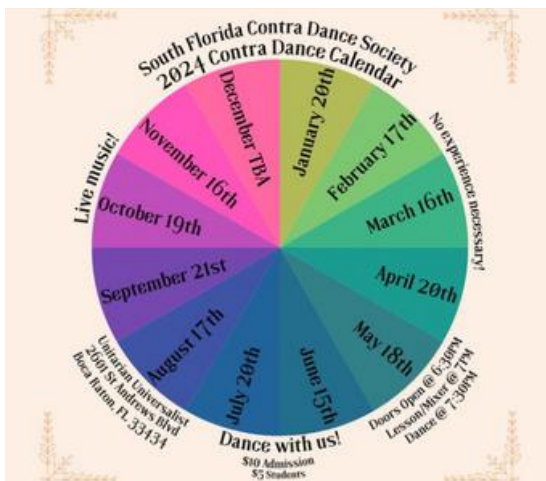 South Florida Contra Dance Society
2024 Contra Dance Calendar
January 20th
February 17th
March 16th
April 20th
May 18th
June 15th
July 20th
August 17th
September 21st
October 19th
November 16th
December TBA
No experience necessary!
Doors Open @ 6:30PM
Lesson/Mixer @ 7PM
Dance @ 7:30PM
Dance with us!
$10 Admission
$5 Students
Unitarian Universalist
2601 St Andrews Blvd
Boca Raton, FL 33434
Live music!